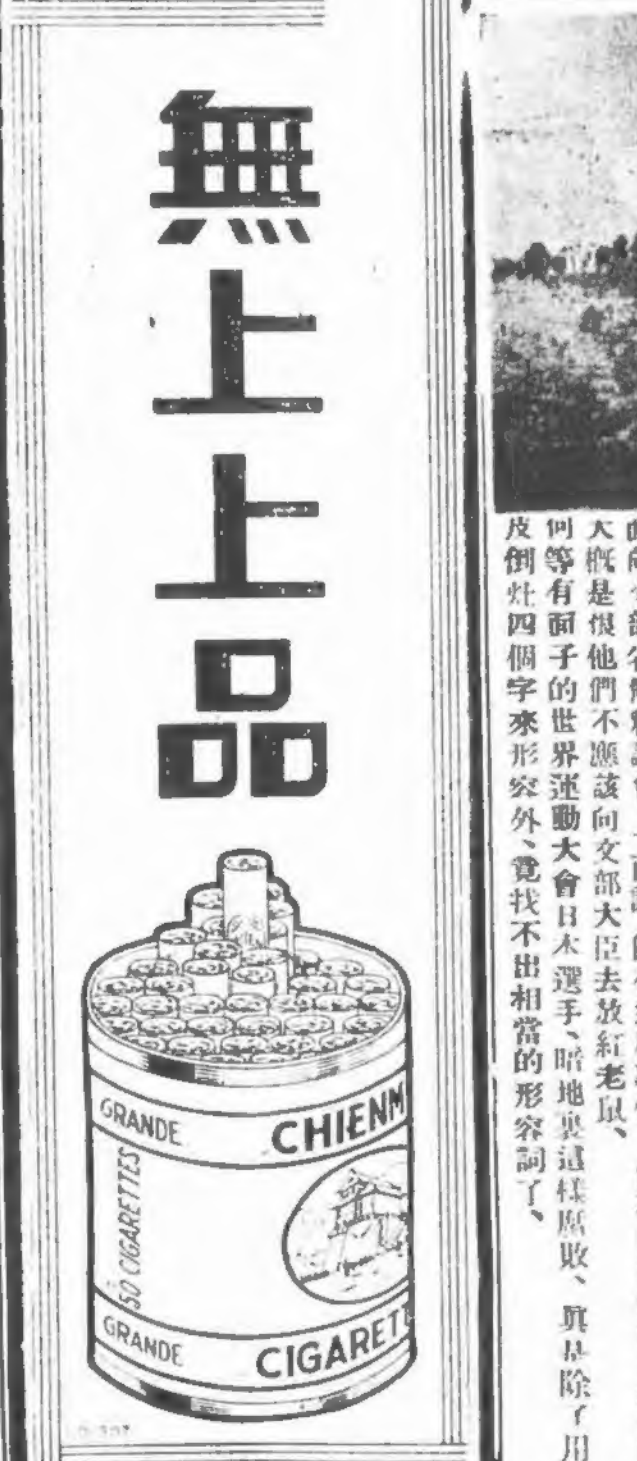 無上上品
GRANDE
CHIENM
50 CIGARETTES
GRANDE
CIGARETT
大概是恨他們不應該向文部大臣去放紅老鼠、
何等有面子的世界運動大會日本選手、暗地裏這樣腐敗、眞是除了用
皮倒灶四個字來形容外、竟找不出相當的形容詞了、